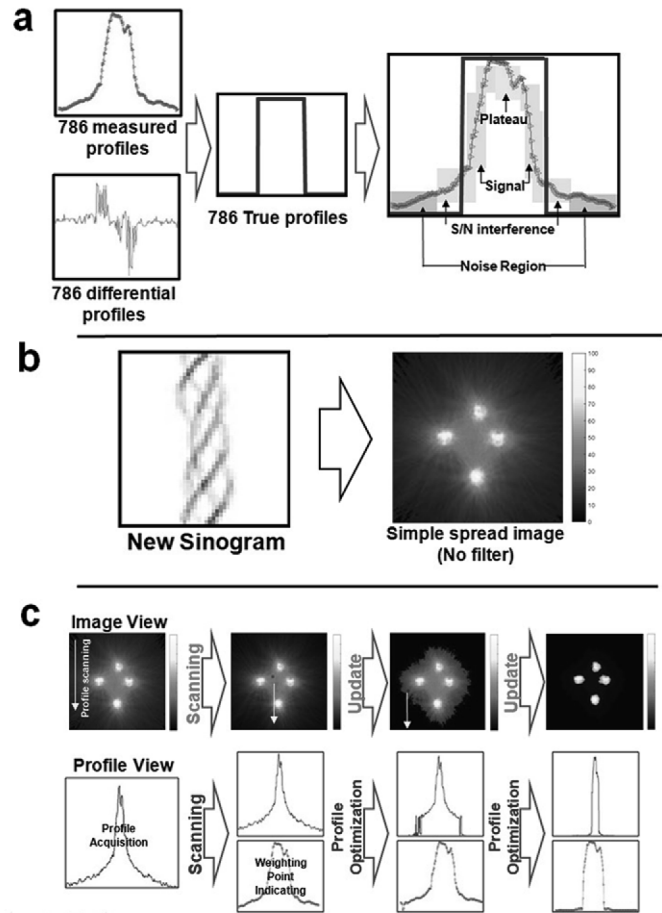 a
786 measured
profiles
786 differential
profiles
786 True profiles
Plateau
Signal
S/N interference
Noise Region
b
New Sinogram
Simple spread image
(No filter)
100
90
80
70
60
50
40
30
20
10
0
c
Image View
Profile scanning
Scanning
Update
Update
Profile View
Profile
Acquisition
Scanning
Weighting
Point
Indicating
Profile
Optimization
Profile
Optimization